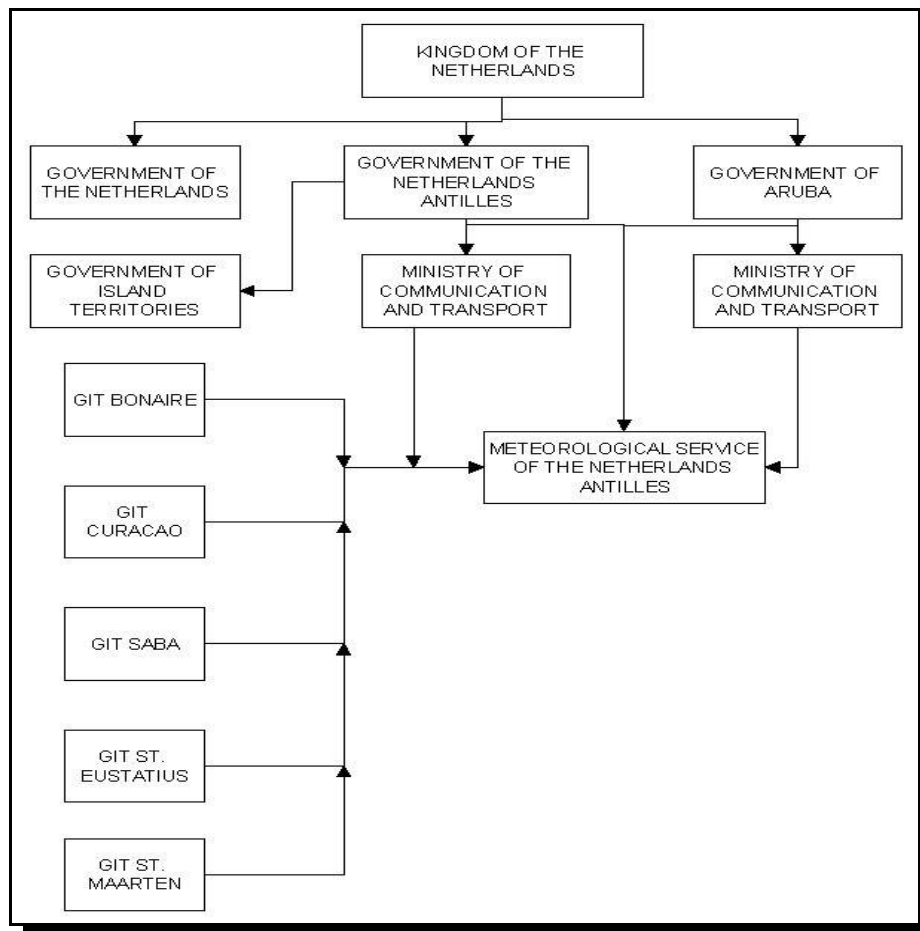 KINGDOM OF THE
NETHERLANDS
GOVERNMENT OF
THE NETHERLANDS
GOVERNMENT OF THE
NETHERLANDS
ANTILLES
GOVERNMENT OF
ARUBA
GOVERNMENT OF
ISLAND
TERRITORIES
MINISTRY OF
COMMUNICATION
AND TRANSPORT
MINISTRY OF
COMMUNICATION
AND TRANSPORT
GIT BONAIRE
METEOROLOGICAL SERVICE
OF THE NETHERLANDS
ANTILLES
GIT
CURACAO
GIT SABA
GIT ST.
EUSTATIUS
GIT ST.
MAARTEN